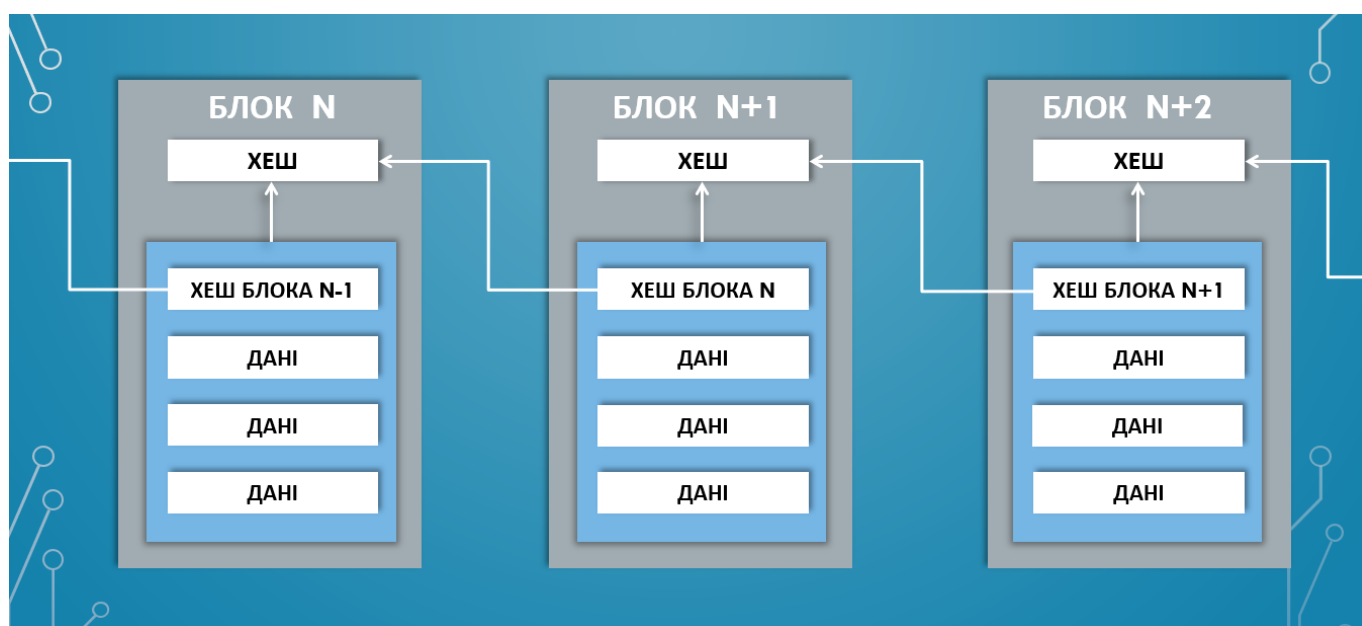 БЛОК N
ХЕШ
ХЕШ БЛОКА N-1
ДАНІ
ДАНІ
ДАНІ
БЛОК N+1
ХЕШ
ХЕШ БЛОКА N
ДАНІ
ДАНІ
ДАНІ
БЛОК N+2
ХЕШ
ХЕШ БЛОКА N+1
ДАНІ
ДАНІ
ДАНІ